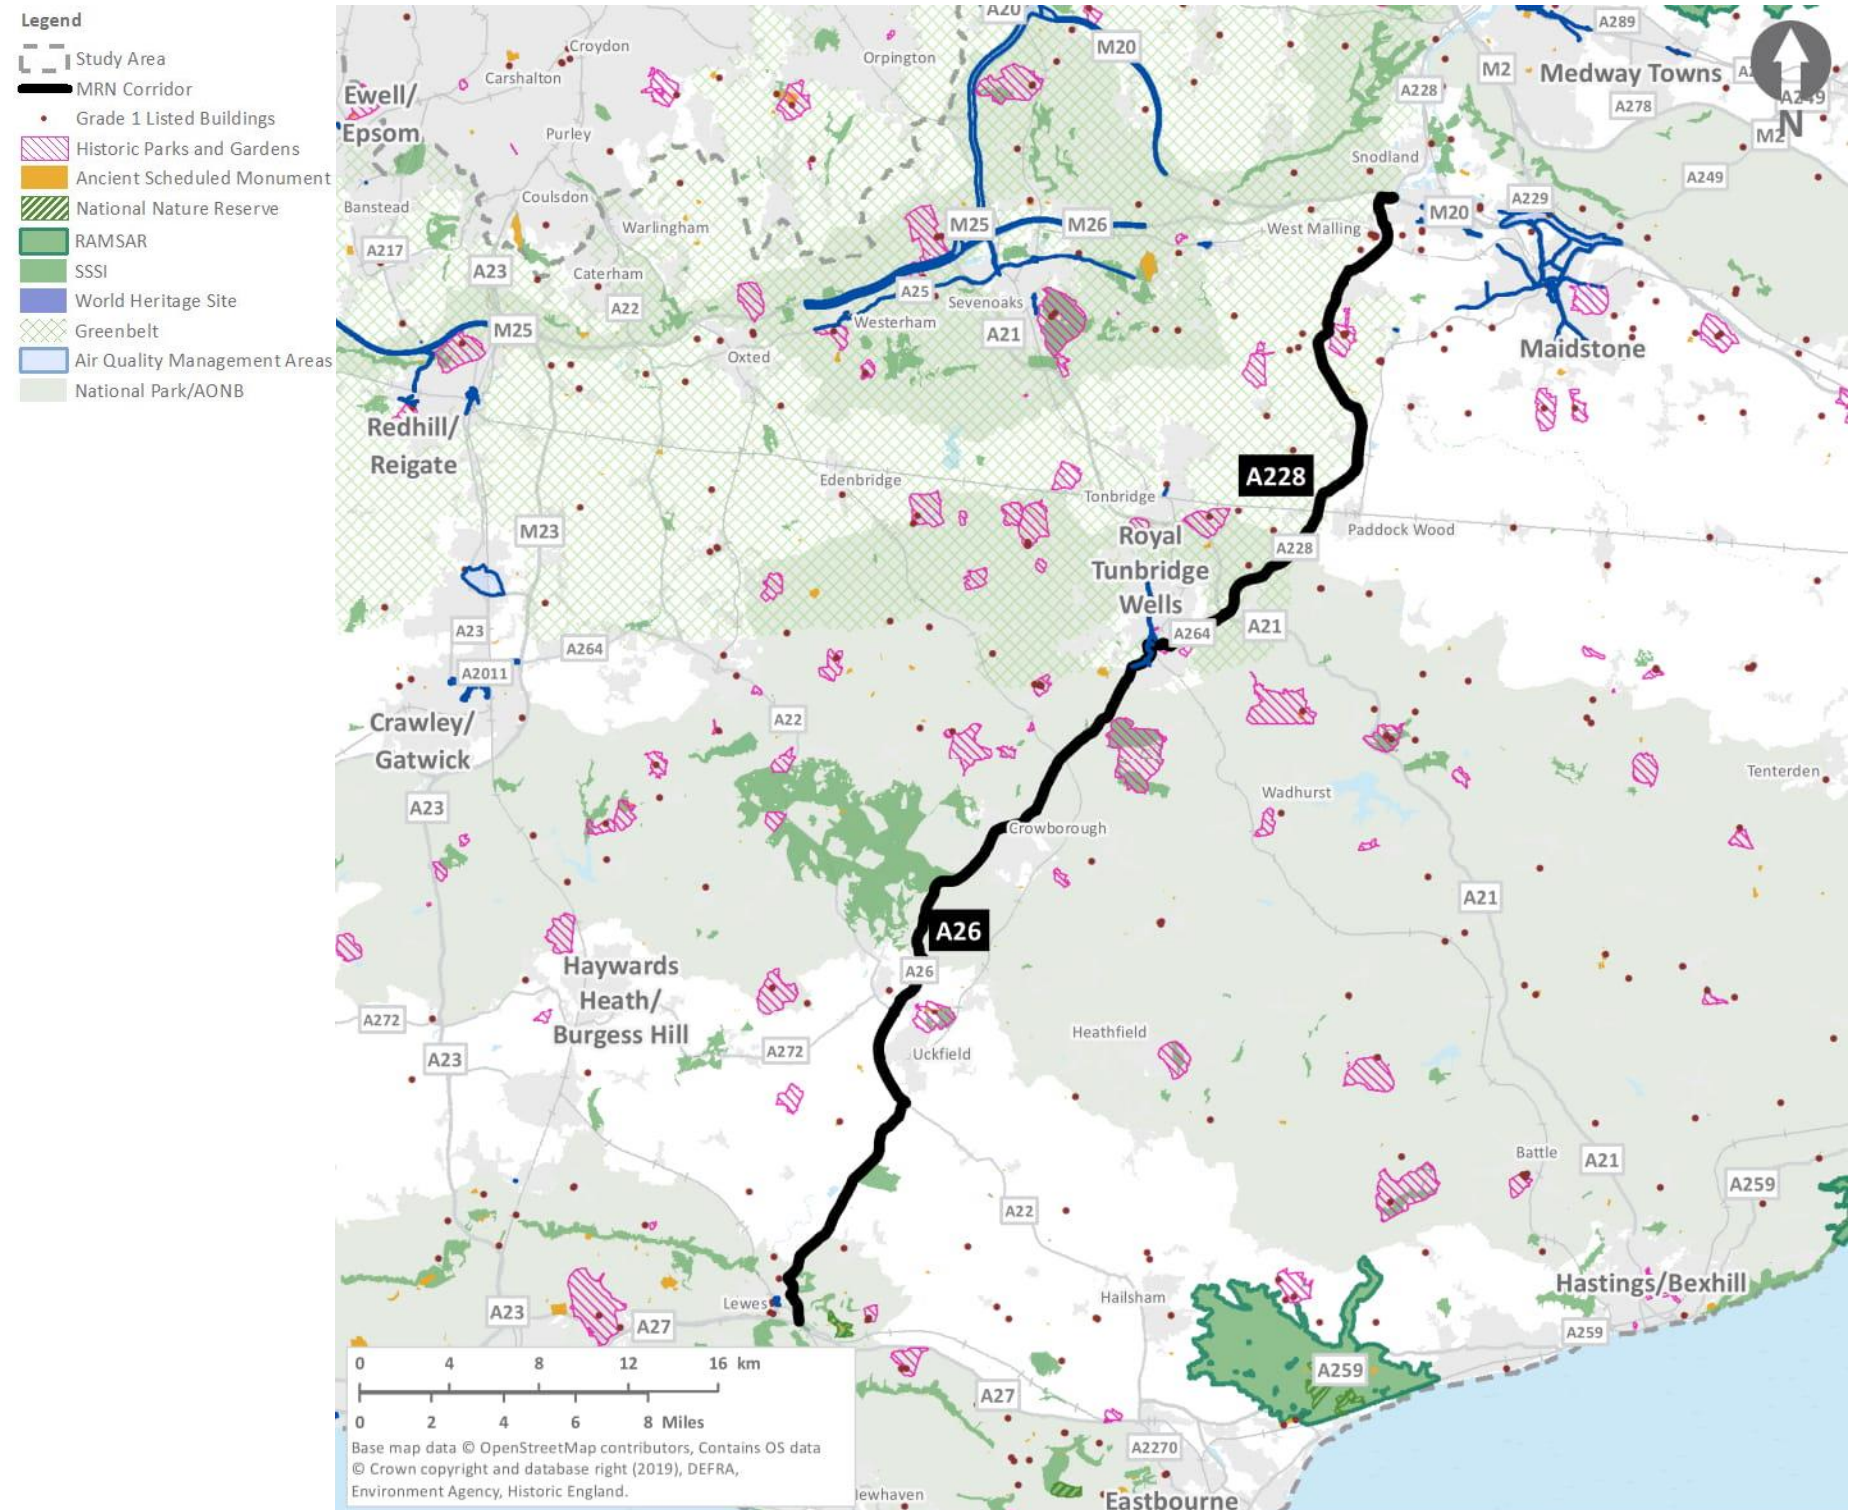 Legend
Study Area
MRN Corridor
Grade 1 Listed Buildings
Historic Parks and Gardens
Ancient Scheduled Monument
National Nature Reserve
RAMSAR
SSSI
World Heritage Site
Greenbelt
Air Quality Management Areas
National Park/AONB
A20
A289
Croydon
Orpington
M20
Carshalton
M2
Medway Towns
Ewell/
Epsom
A228
A278
A249
N
M2
Purley
Snodland
A249
Coulsdon
Banstead
Warlingham
M25
M26
West Malling
M20
A229
A217
A23
Caterham
A22
A25
Sevenoaks
Westerham
A21
M25
Oxted
Maidstone
Redhill/
Reigate
A228
Edenbridge
Tonbridge
M23
Royal
Tunbridge
Wells
Paddock Wood
A228
A23
A264
A264
A21
A2011
Crawley/
Gatwick
A22
Wadhurst
Tenterden
A23
Crowborough
A21
A26
Haywards
Heath/
Burgess Hill
A26
A272
A23
A272
Uckfield
Heathfield
Battle
A21
A259
A22
Lewes
A23
A27
Hailsham
Hastings/Bexhill
A259
A259
A27
A2270
Eastbourne
0 4 8 12 16 km
0 2 4 6 8 Miles
Base map data © OpenStreetMap contributors, Contains OS data
© Crown copyright and database right (2019), DEFRA,
Environment Agency, Historic England.